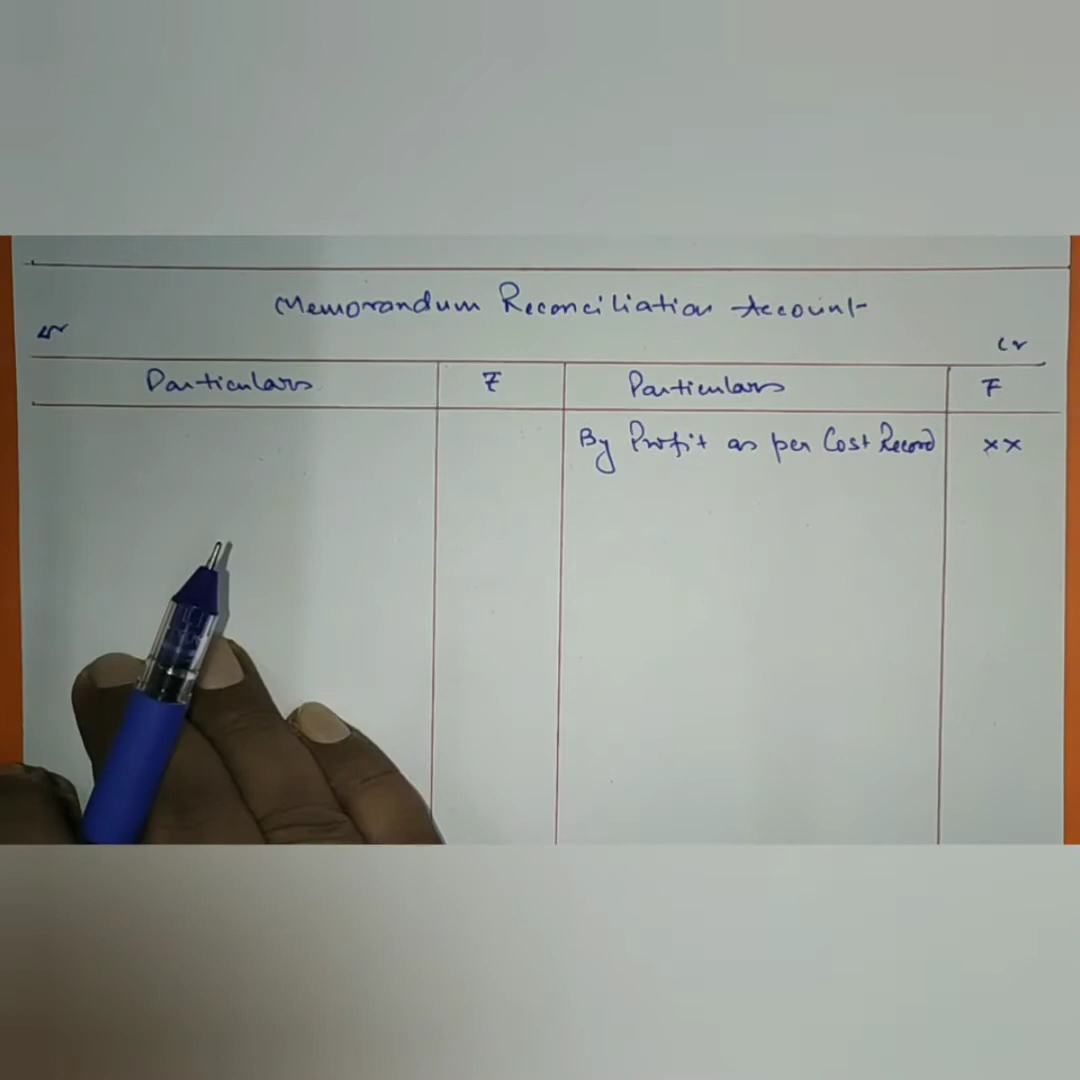 Memorandum Reconciliation Account
Dr
Cr
Particulars ₹ Particulars ₹
By Profit as per Cost Record xx